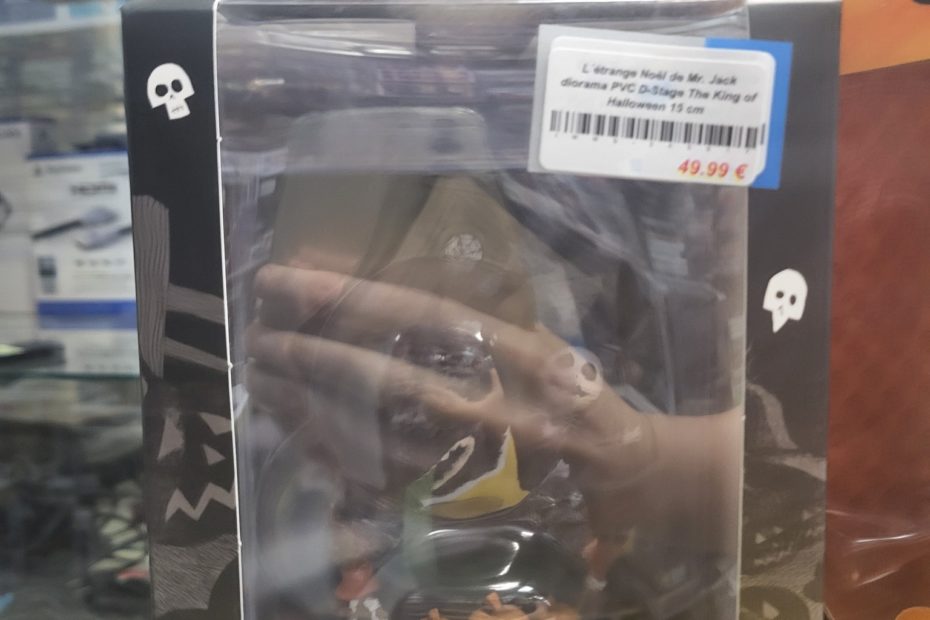 L'étrange Noël de Mr. Jack
diorama PVC D-Stage The King of
Halloween 15 cm
49.99 €